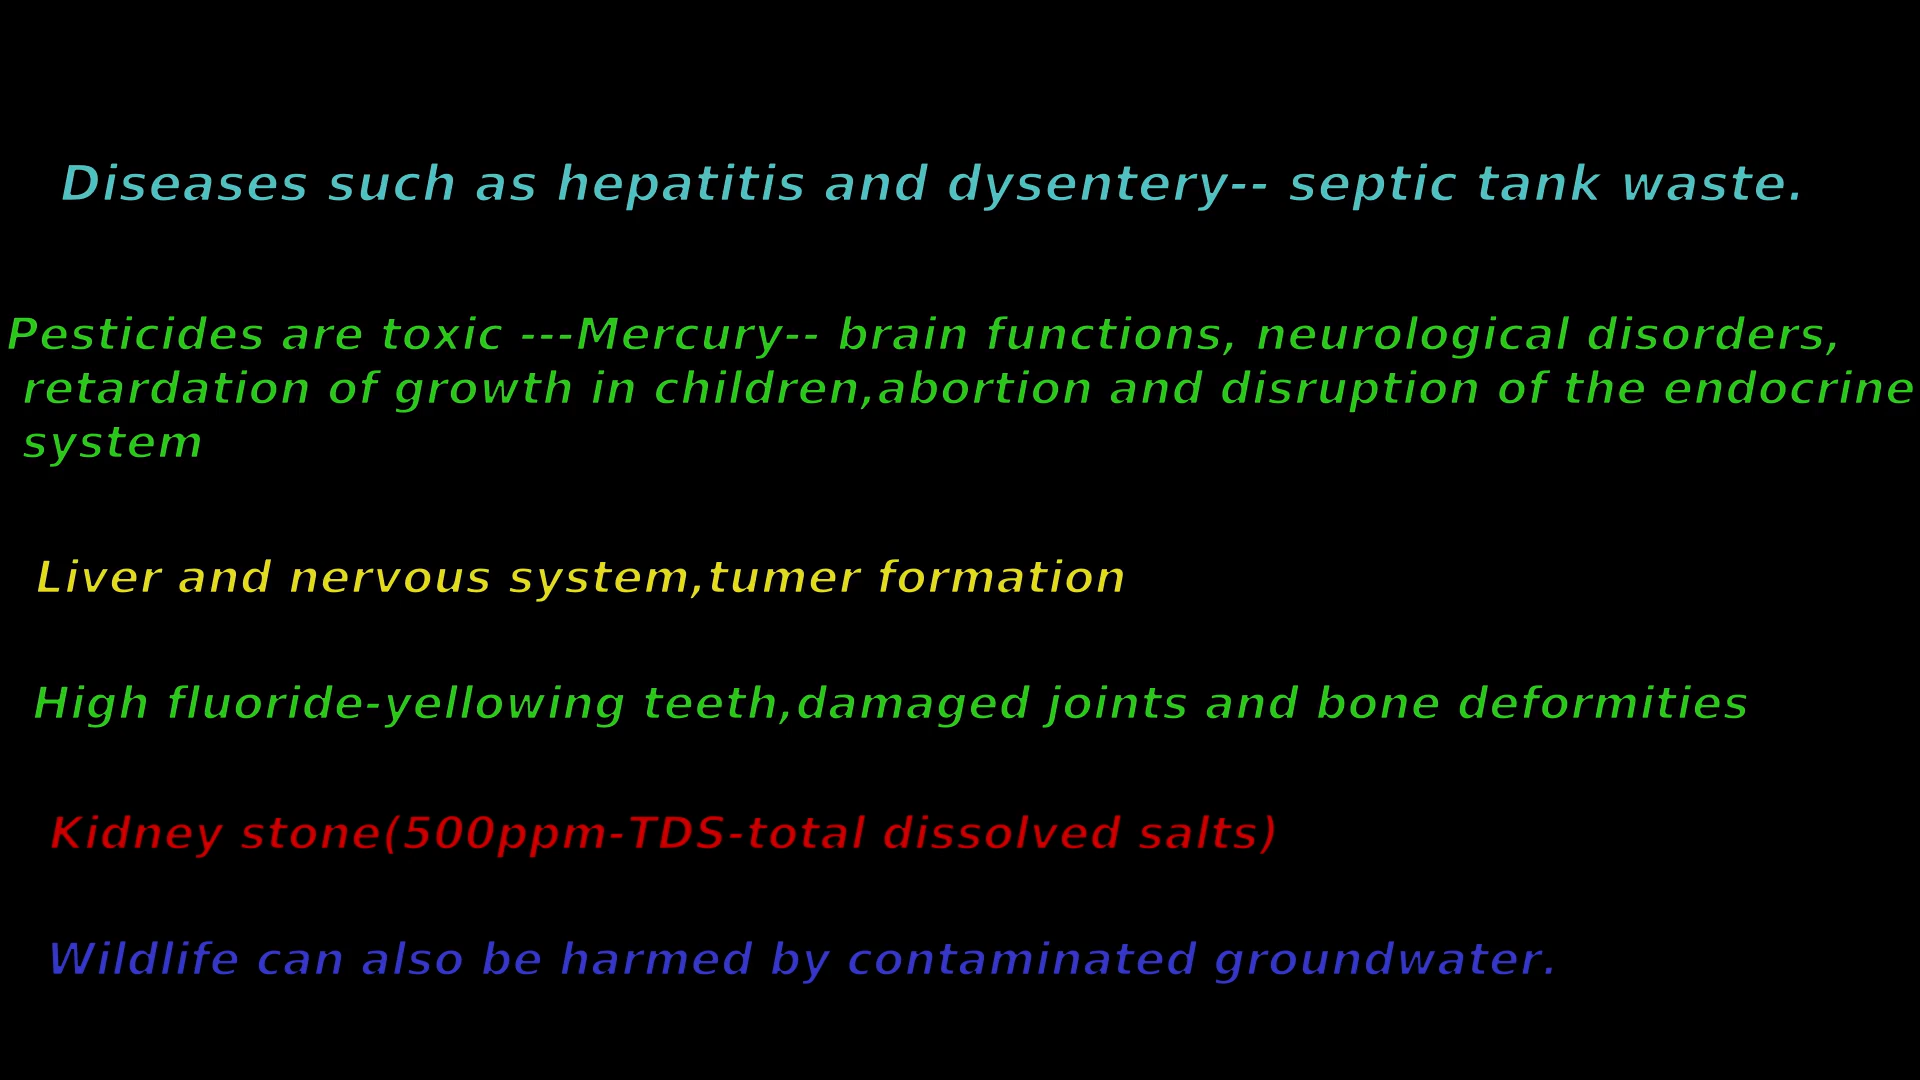 Diseases such as hepatitis and dysentery-- septic tank waste.
Pesticides are toxic ---Mercury-- brain functions, neurological disorders,
retardation of growth in children,abortion and disruption of the endocrine
system
Liver and nervous system,tumer formation
High fluoride-yellowing teeth,damaged joints and bone deformities
Kidney stone(500ppm-TDS-total dissolved salts)
Wildlife can also be harmed by contaminated groundwater.